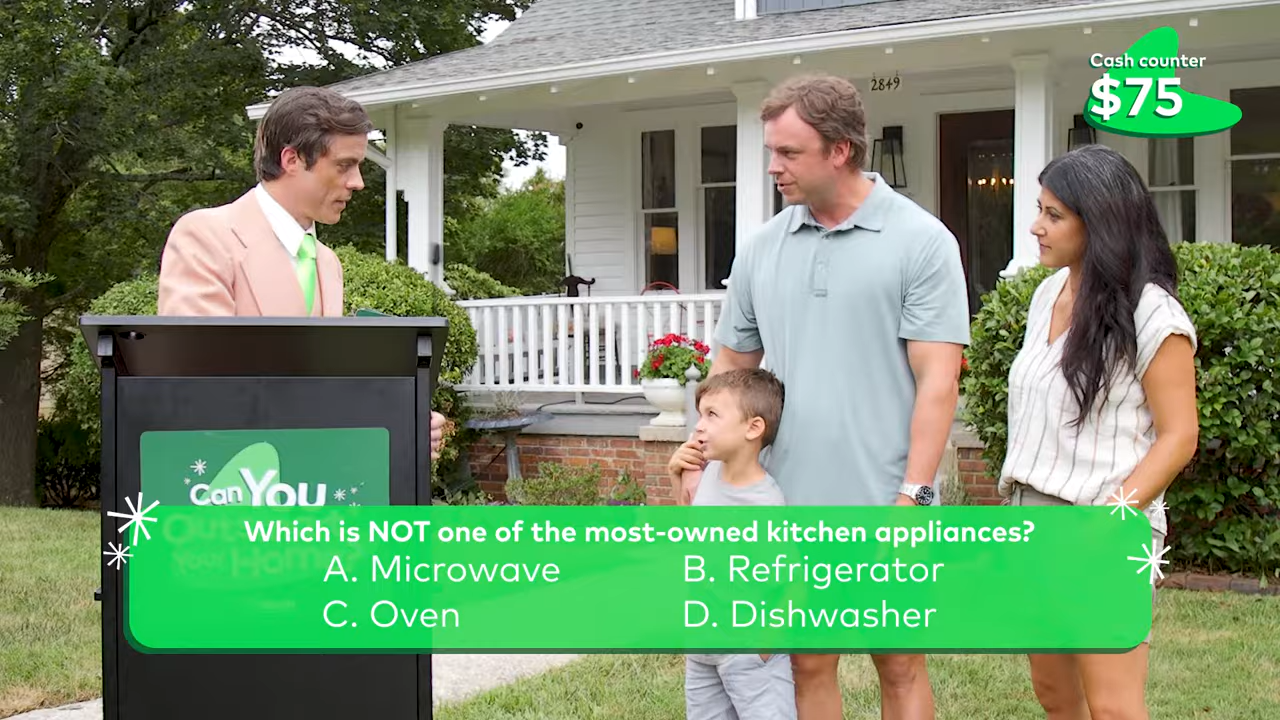 2849
Cash counter
$75
Can You
Which is NOT one of the most-owned kitchen appliances?
A. Microwave
B. Refrigerator
C. Oven
D. Dishwasher